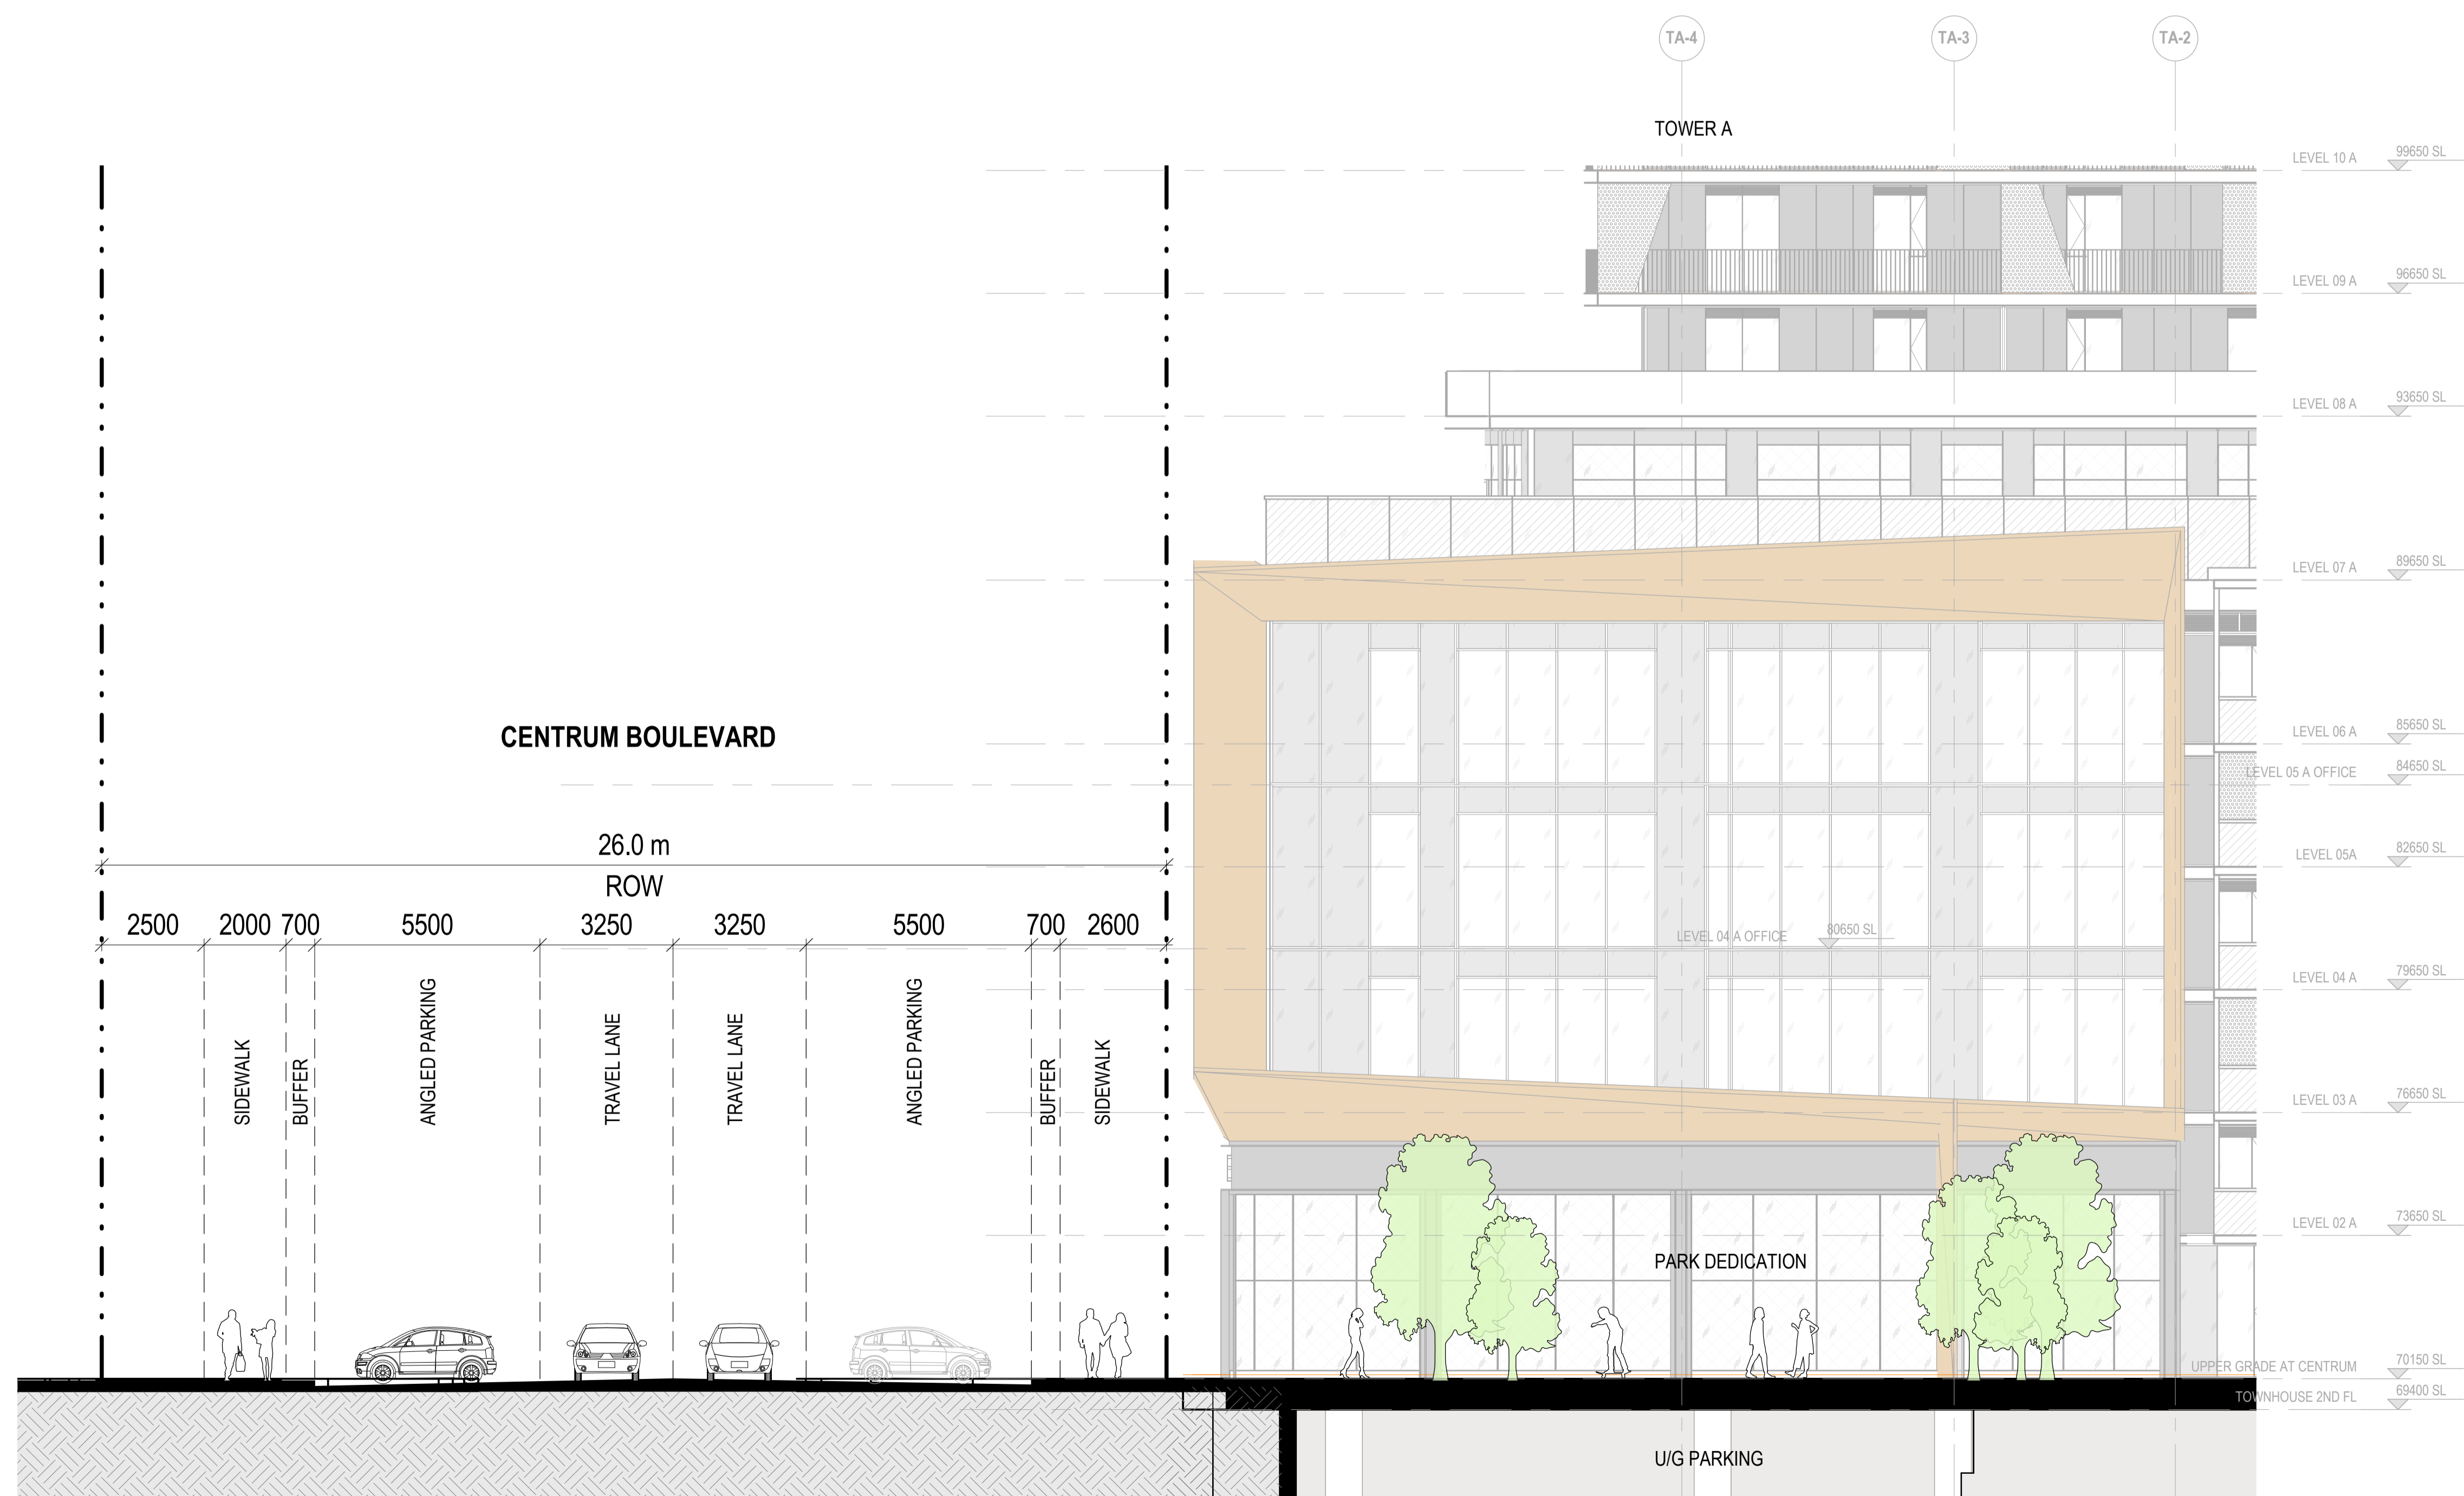 TA-4
TA-3
TA-2
TOWER A
LEVEL 10 A 99650 SL
LEVEL 09 A 96650 SL
LEVEL 08 A 93650 SL
LEVEL 07 A 89650 SL
LEVEL 06 A 85650 SL
LEVEL 05 A OFFICE 84650 SL
LEVEL 05A 82650 SL
LEVEL 04 A OFFICE 80650 SL
LEVEL 04 A 79650 SL
LEVEL 03 A 76650 SL
LEVEL 02 A 73650 SL
UPPER GRADE AT CENTRUM 70150 SL
TOWNHOUSE 2ND FL 69400 SL
CENTRUM BOULEVARD
26.0 m
ROW
2500 2000 700 5500 3250 3250 5500 700 2600
SIDEWALK
BUFFER
ANGLED PARKING
TRAVEL LANE
TRAVEL LANE
ANGLED PARKING
BUFFER
SIDEWALK
PARK DEDICATION
U/G PARKING